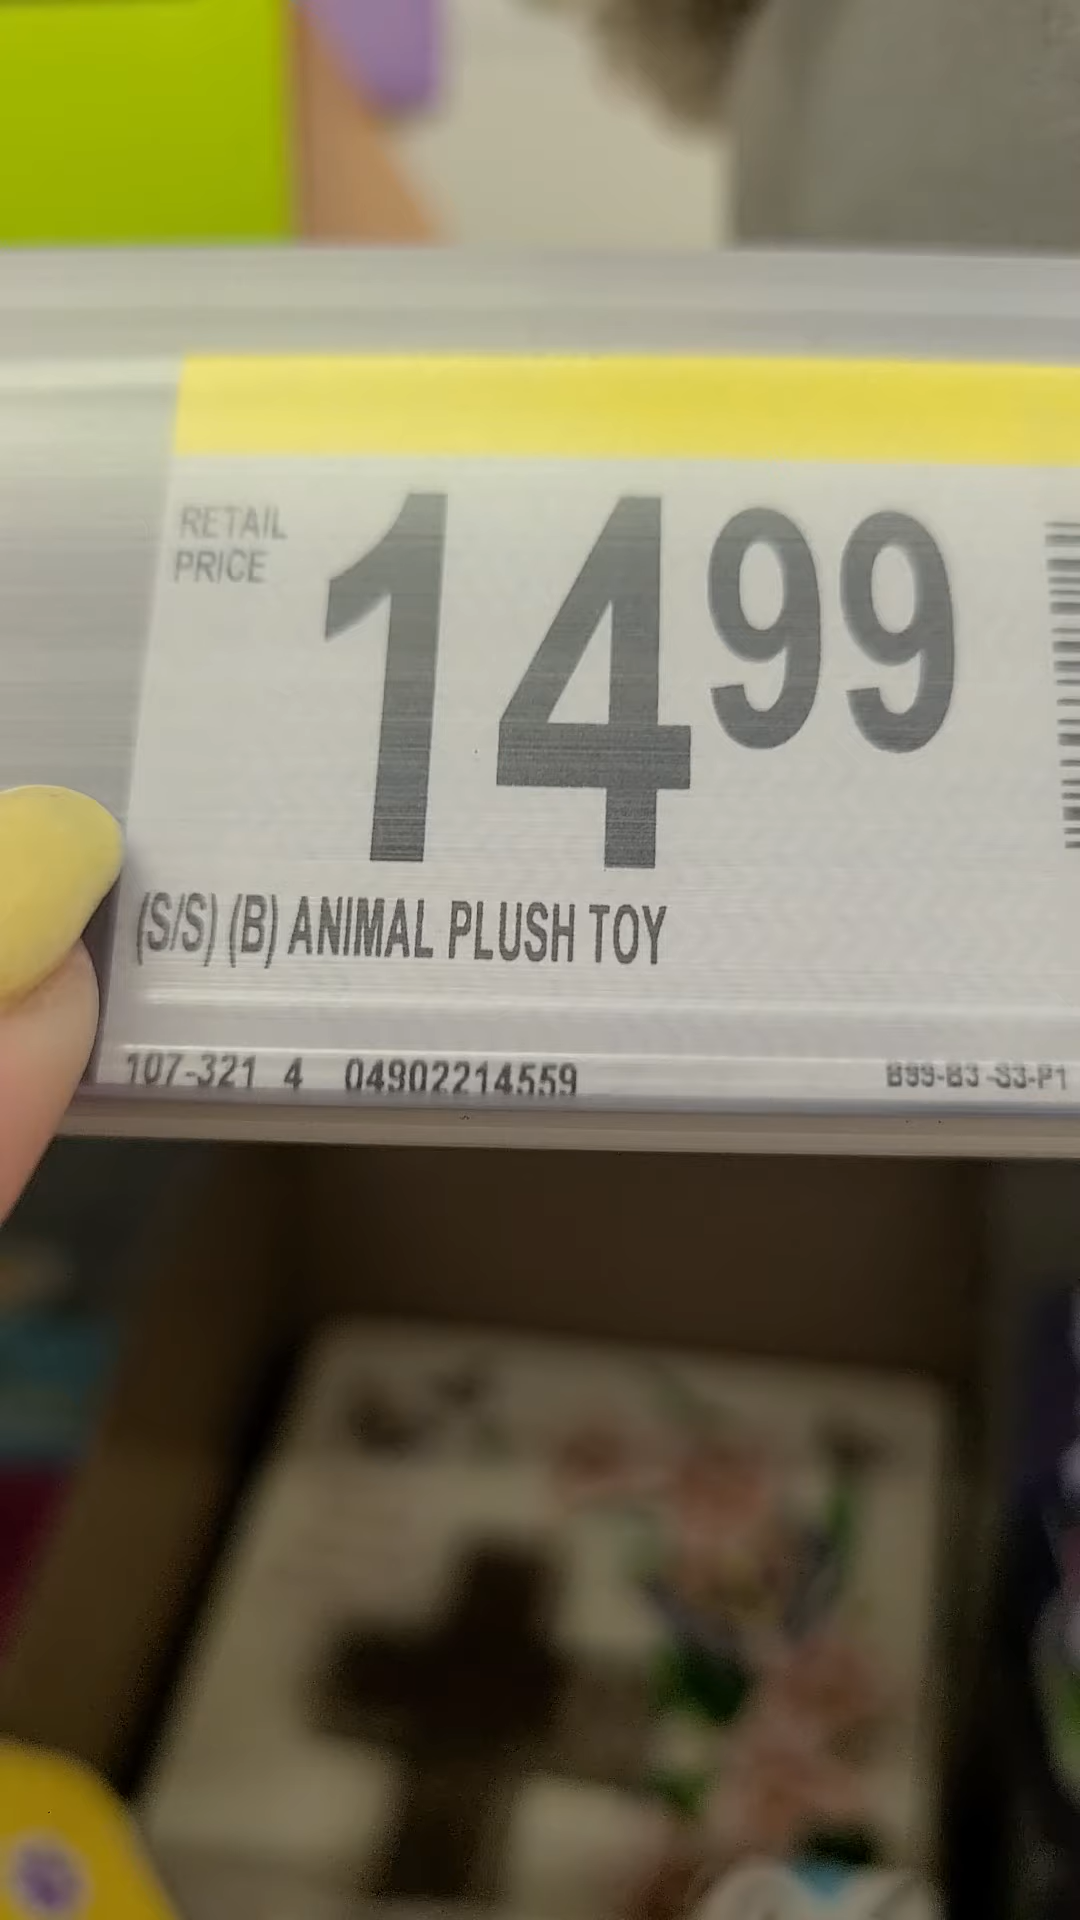 RETAIL
PRICE
1499
(S/S) (B) ANIMAL PLUSH TOY
107-321 4 04902214559 B99-B3-S3-P1